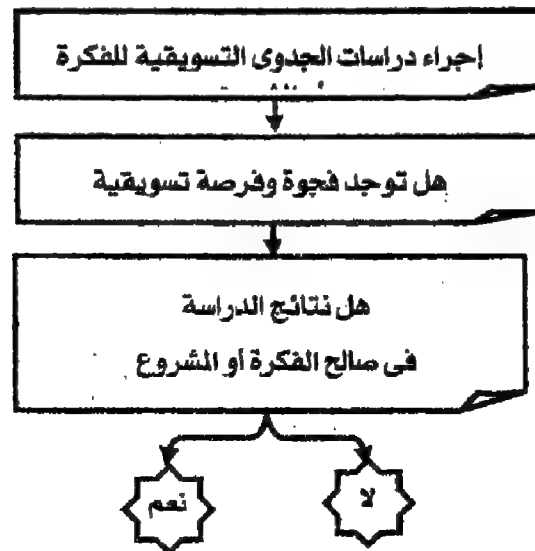 إجراء دراسات الجدوى التسويقية للفكرة
هل توجد فجوة وفرصة تسويقية
هل نتائج الدراسة
فى صالح الفكرة أو المشروع
لا
نعم